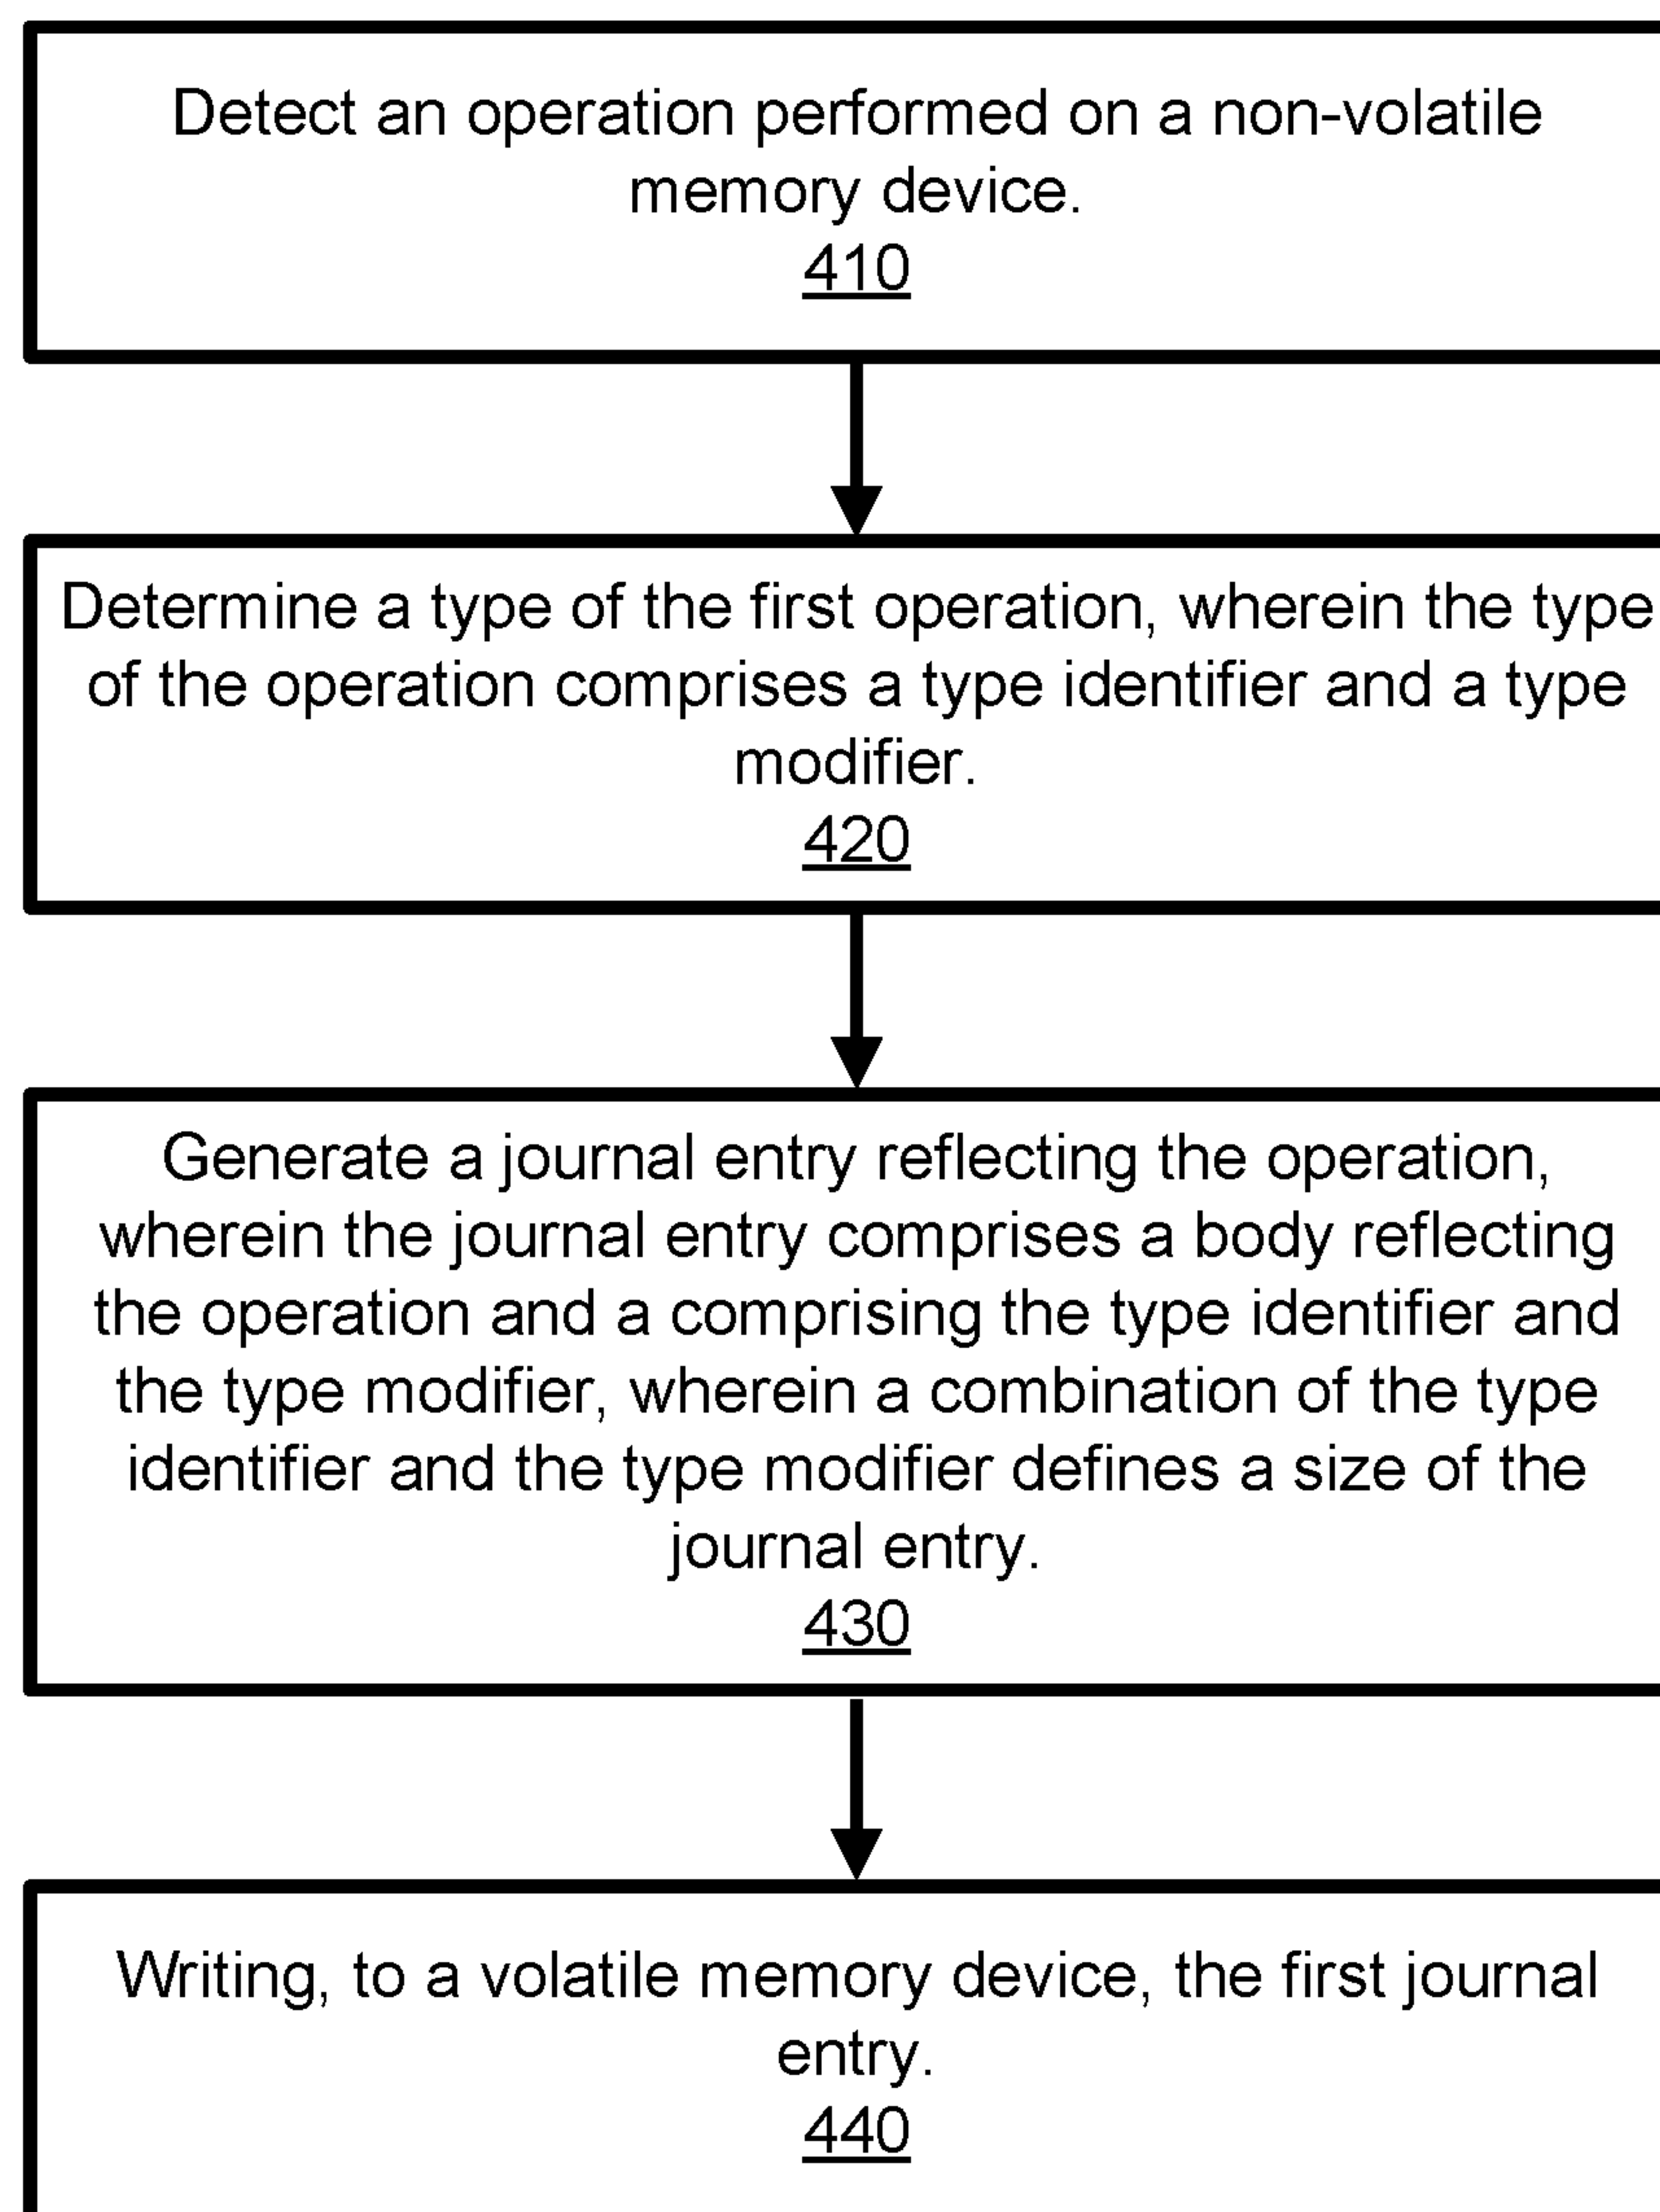 Detect an operation performed on a non-volatile
memory device.
410
Determine a type of the first operation, wherein the type
of the operation comprises a type identifier and a type
modifier.
420
Generate a journal entry reflecting the operation,
wherein the journal entry comprises a body reflecting
the operation and a comprising the type identifier and
the type modifier, wherein a combination of the type
identifier and the type modifier defines a size of the
journal entry.
430
Writing, to a volatile memory device, the first journal
entry.
440